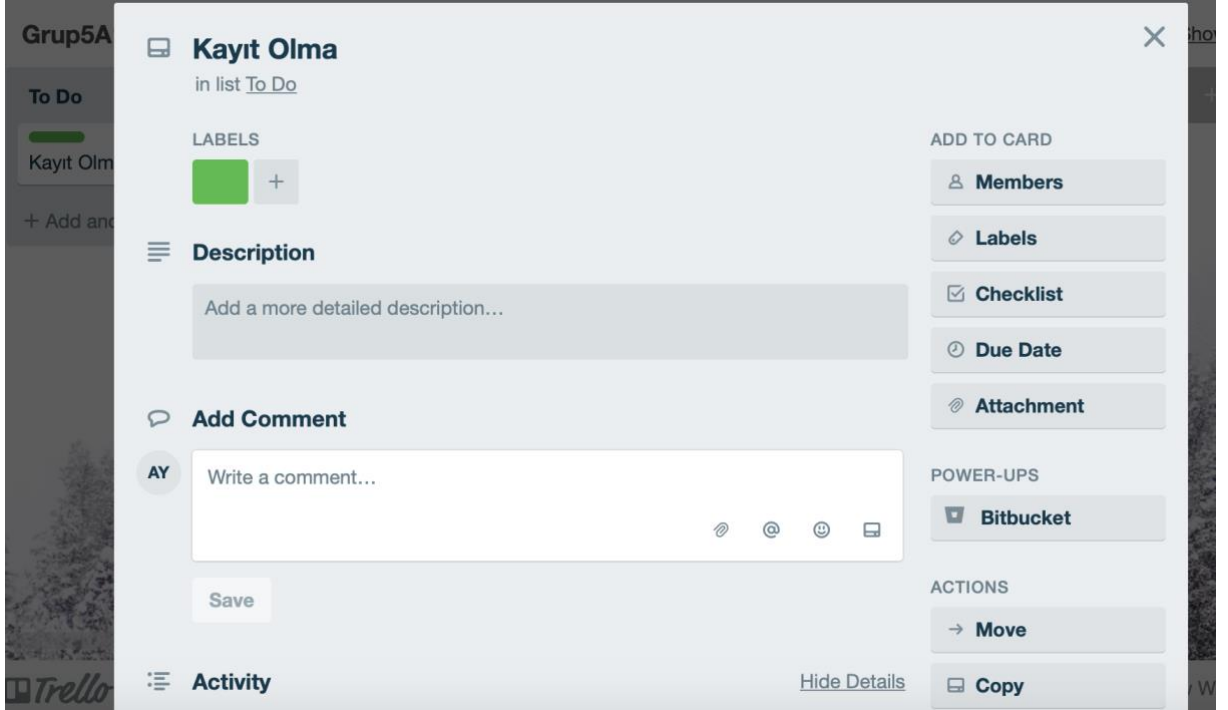 Grup5A
To Do
Kayıt Olm
+ Add
Kayıt Olma
in list To Do
LABELS
+
Description
Add a more detailed description…
Add Comment
AY
Write a comment…
Save
Activity
Hide Details
ADD TO CARD
Members
Labels
Checklist
Due Date
Attachment
POWER-UPS
Bitbucket
ACTIONS
→ Move
Copy
Trello